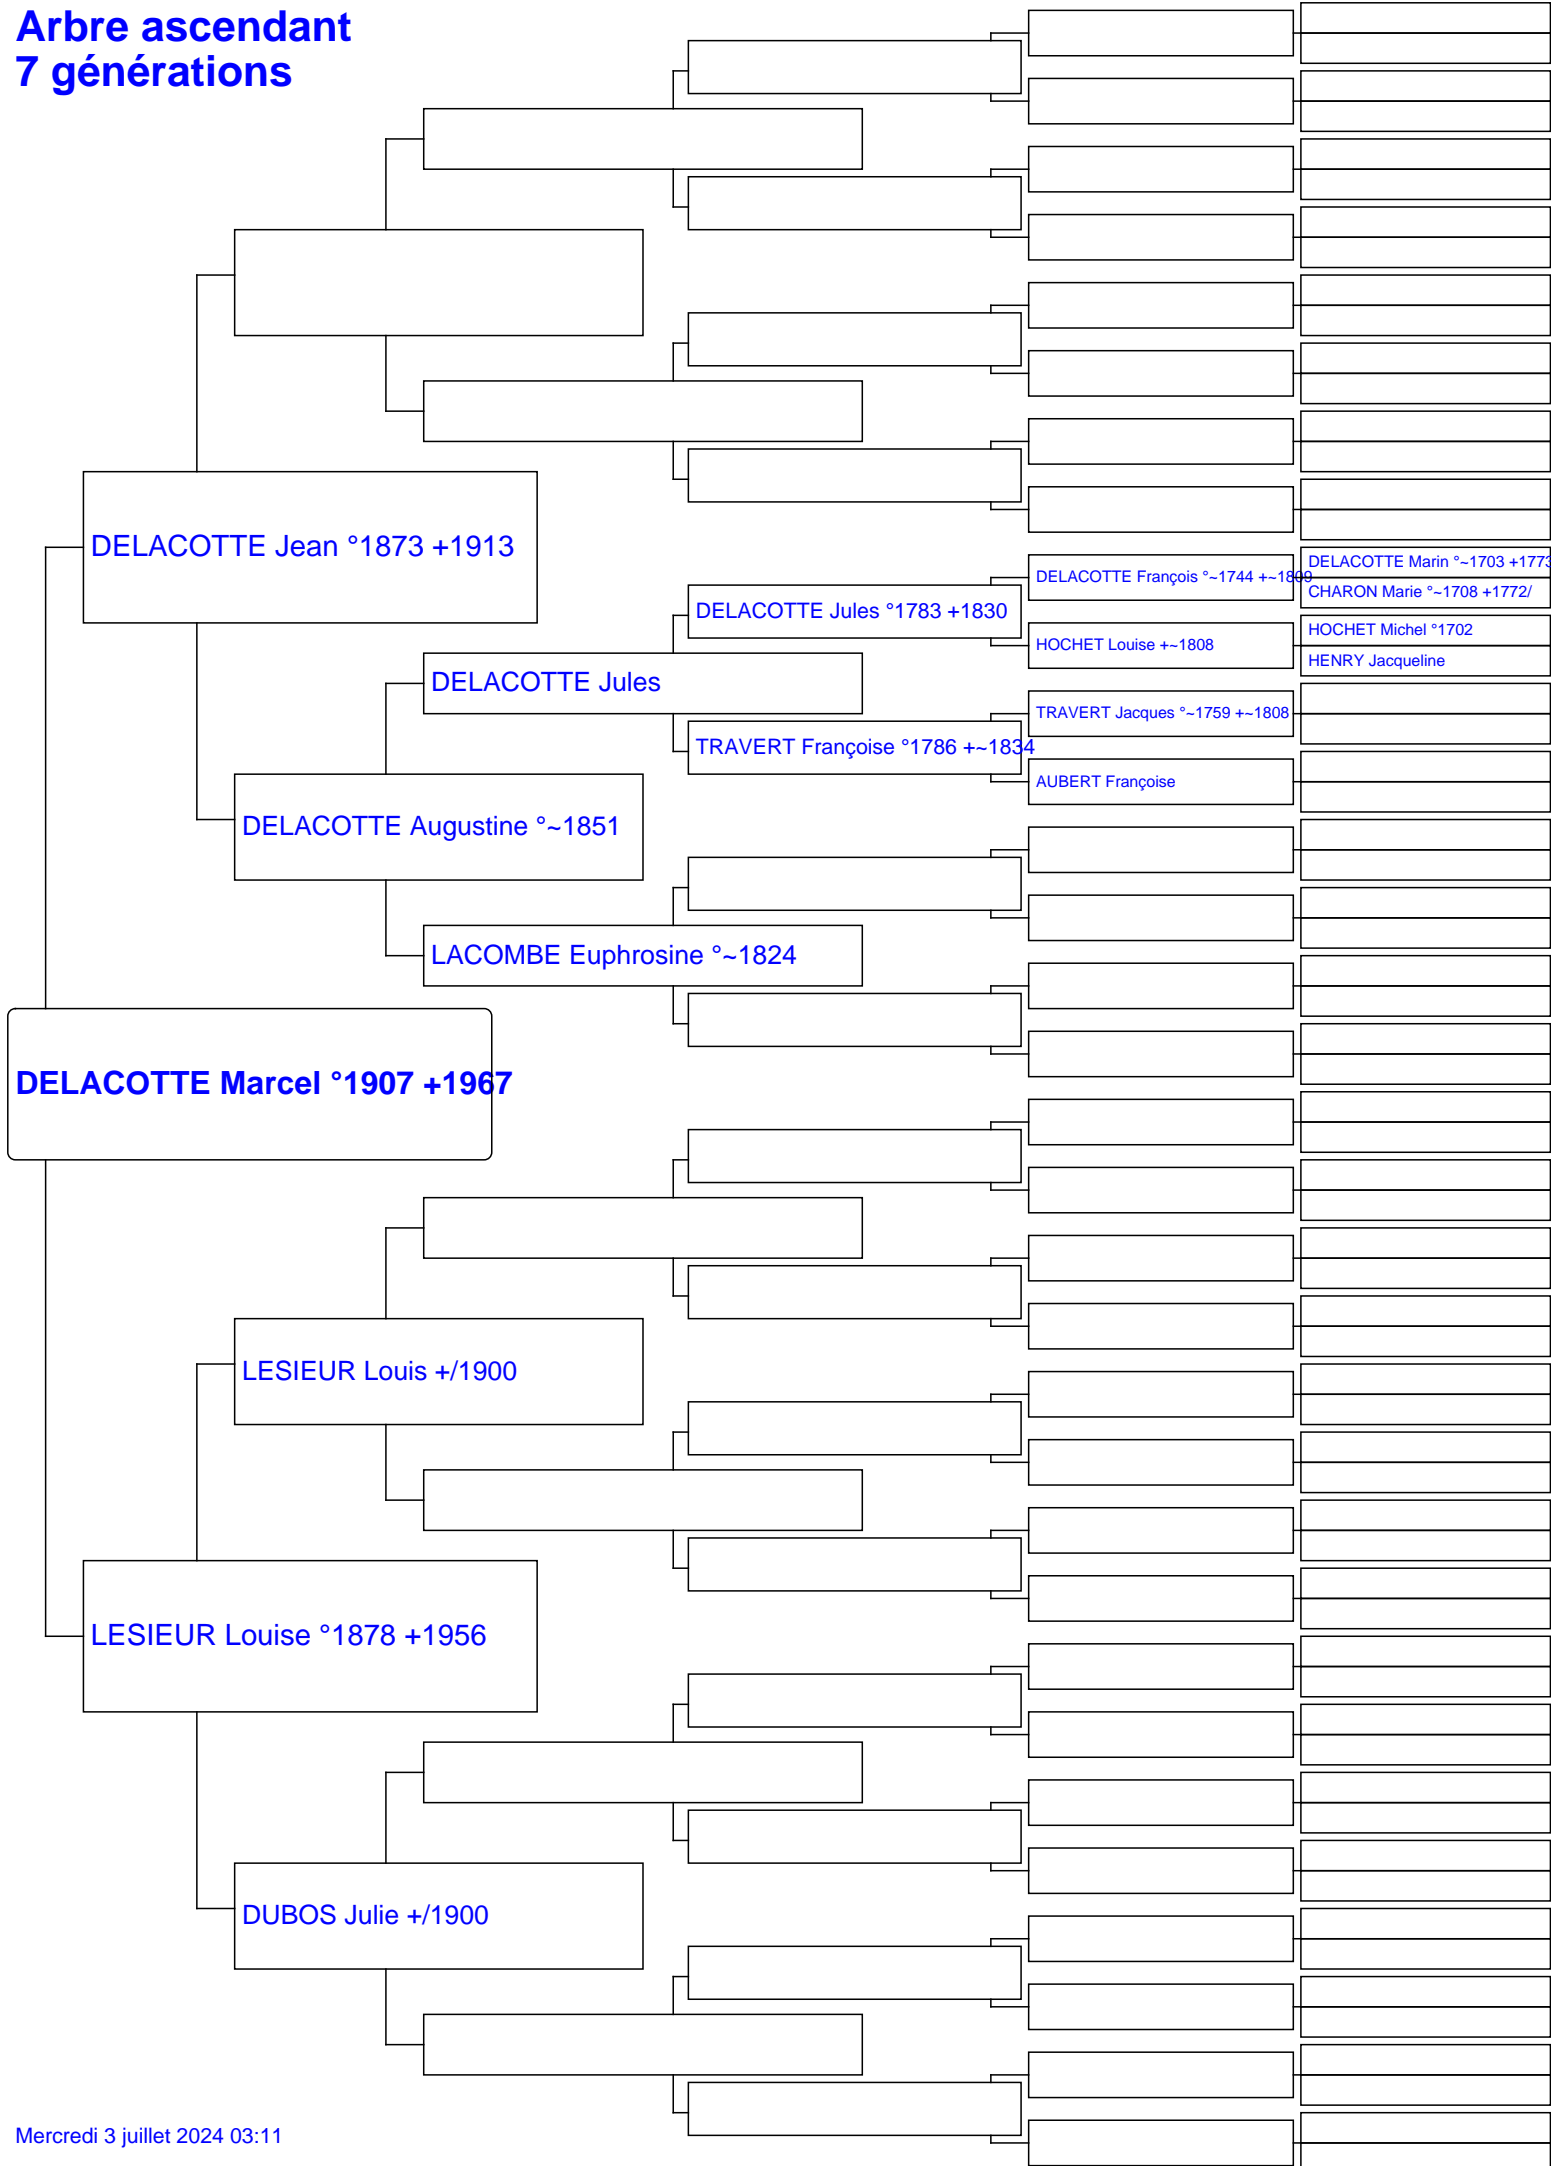 Arbre ascendant
7 générations
DELACOTTE Marin °~1703 +1773
DELACOTTE Jean °1873 +1913
DELACOTTE François °~1744 +~1809
CHARON Marie °~1708 +1772/
DELACOTTE Jules °1783 +1830
HOCHET Michel °1702
HOCHET Louise +~1808
HENRY Jacqueline
DELACOTTE Jules
TRAVERT Jacques °~1759 +~1808
TRAVERT Françoise °1786 +~1834
AUBERT Françoise
DELACOTTE Augustine °~1851
LACOMBE Euphrosine °~1824
DELACOTTE Marcel °1907 +1967
LESIEUR Louis +/1900
LESIEUR Louise °1878 +1956
DUBOS Julie +/1900
Mercredi 3 juillet 2024 03:11